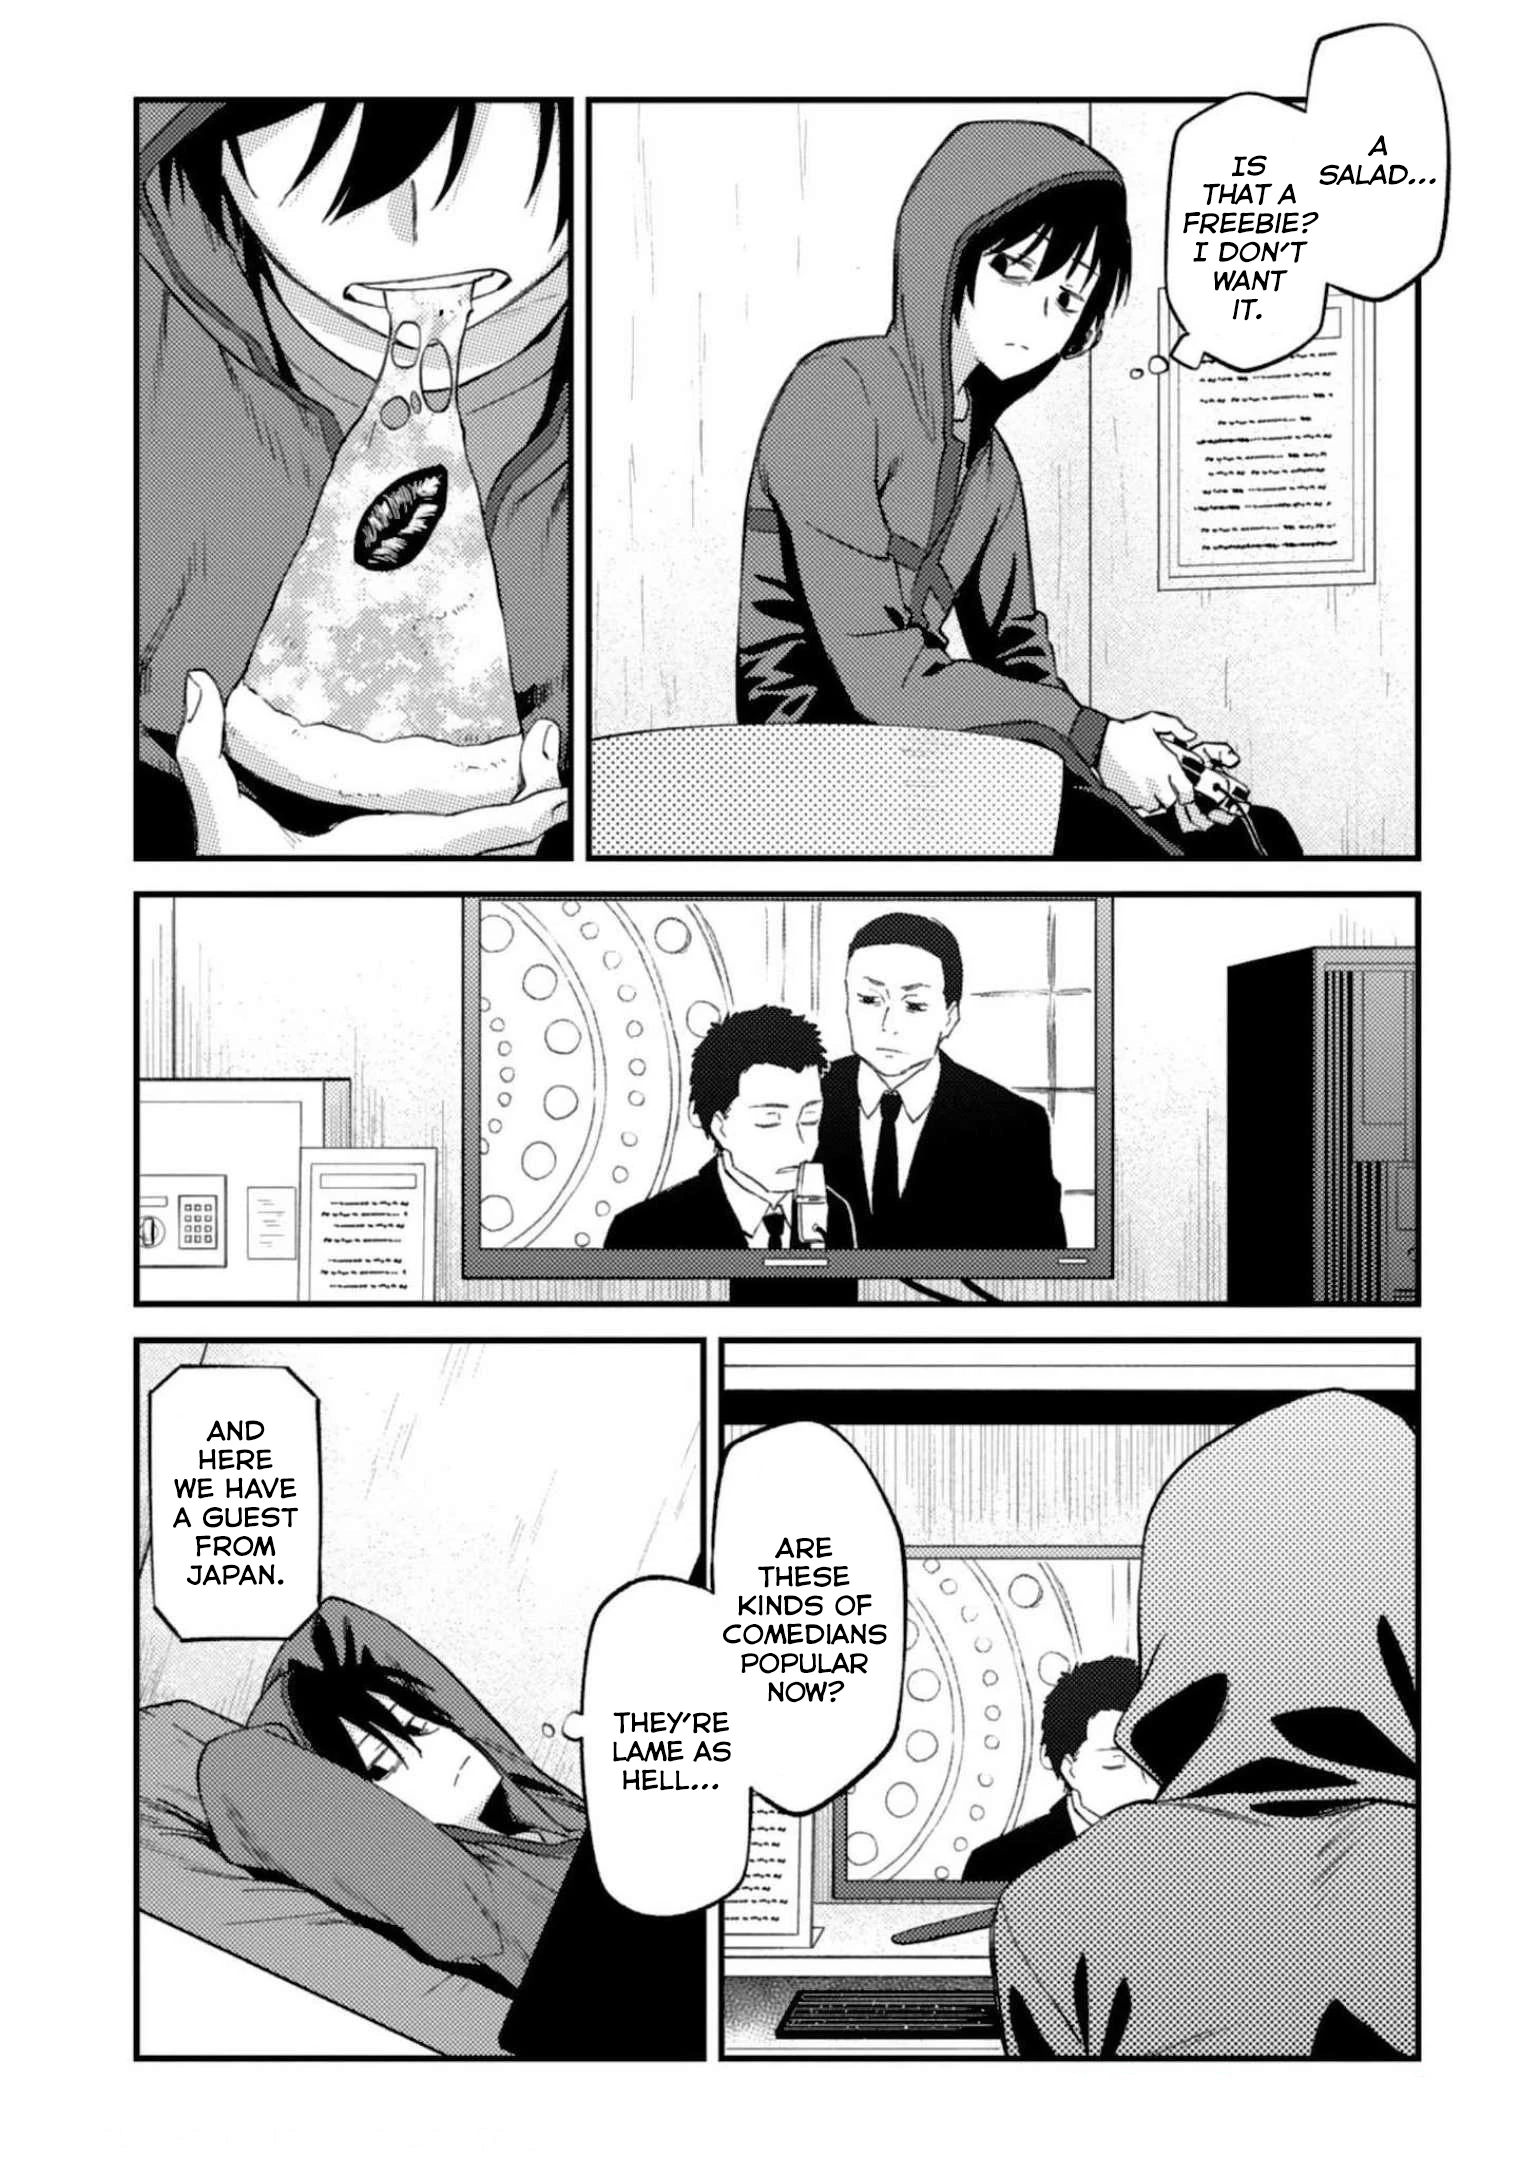 A
SALAD...
IS
THAT A
FREEBIE?
I DON'T
WANT
IT.
ARE
THESE
KINDS OF
COMEDIANS
POPULAR
NOW?
THEY'RE
LAME AS
HELL...
AND
HERE
WE HAVE
A GUEST
FROM
JAPAN.